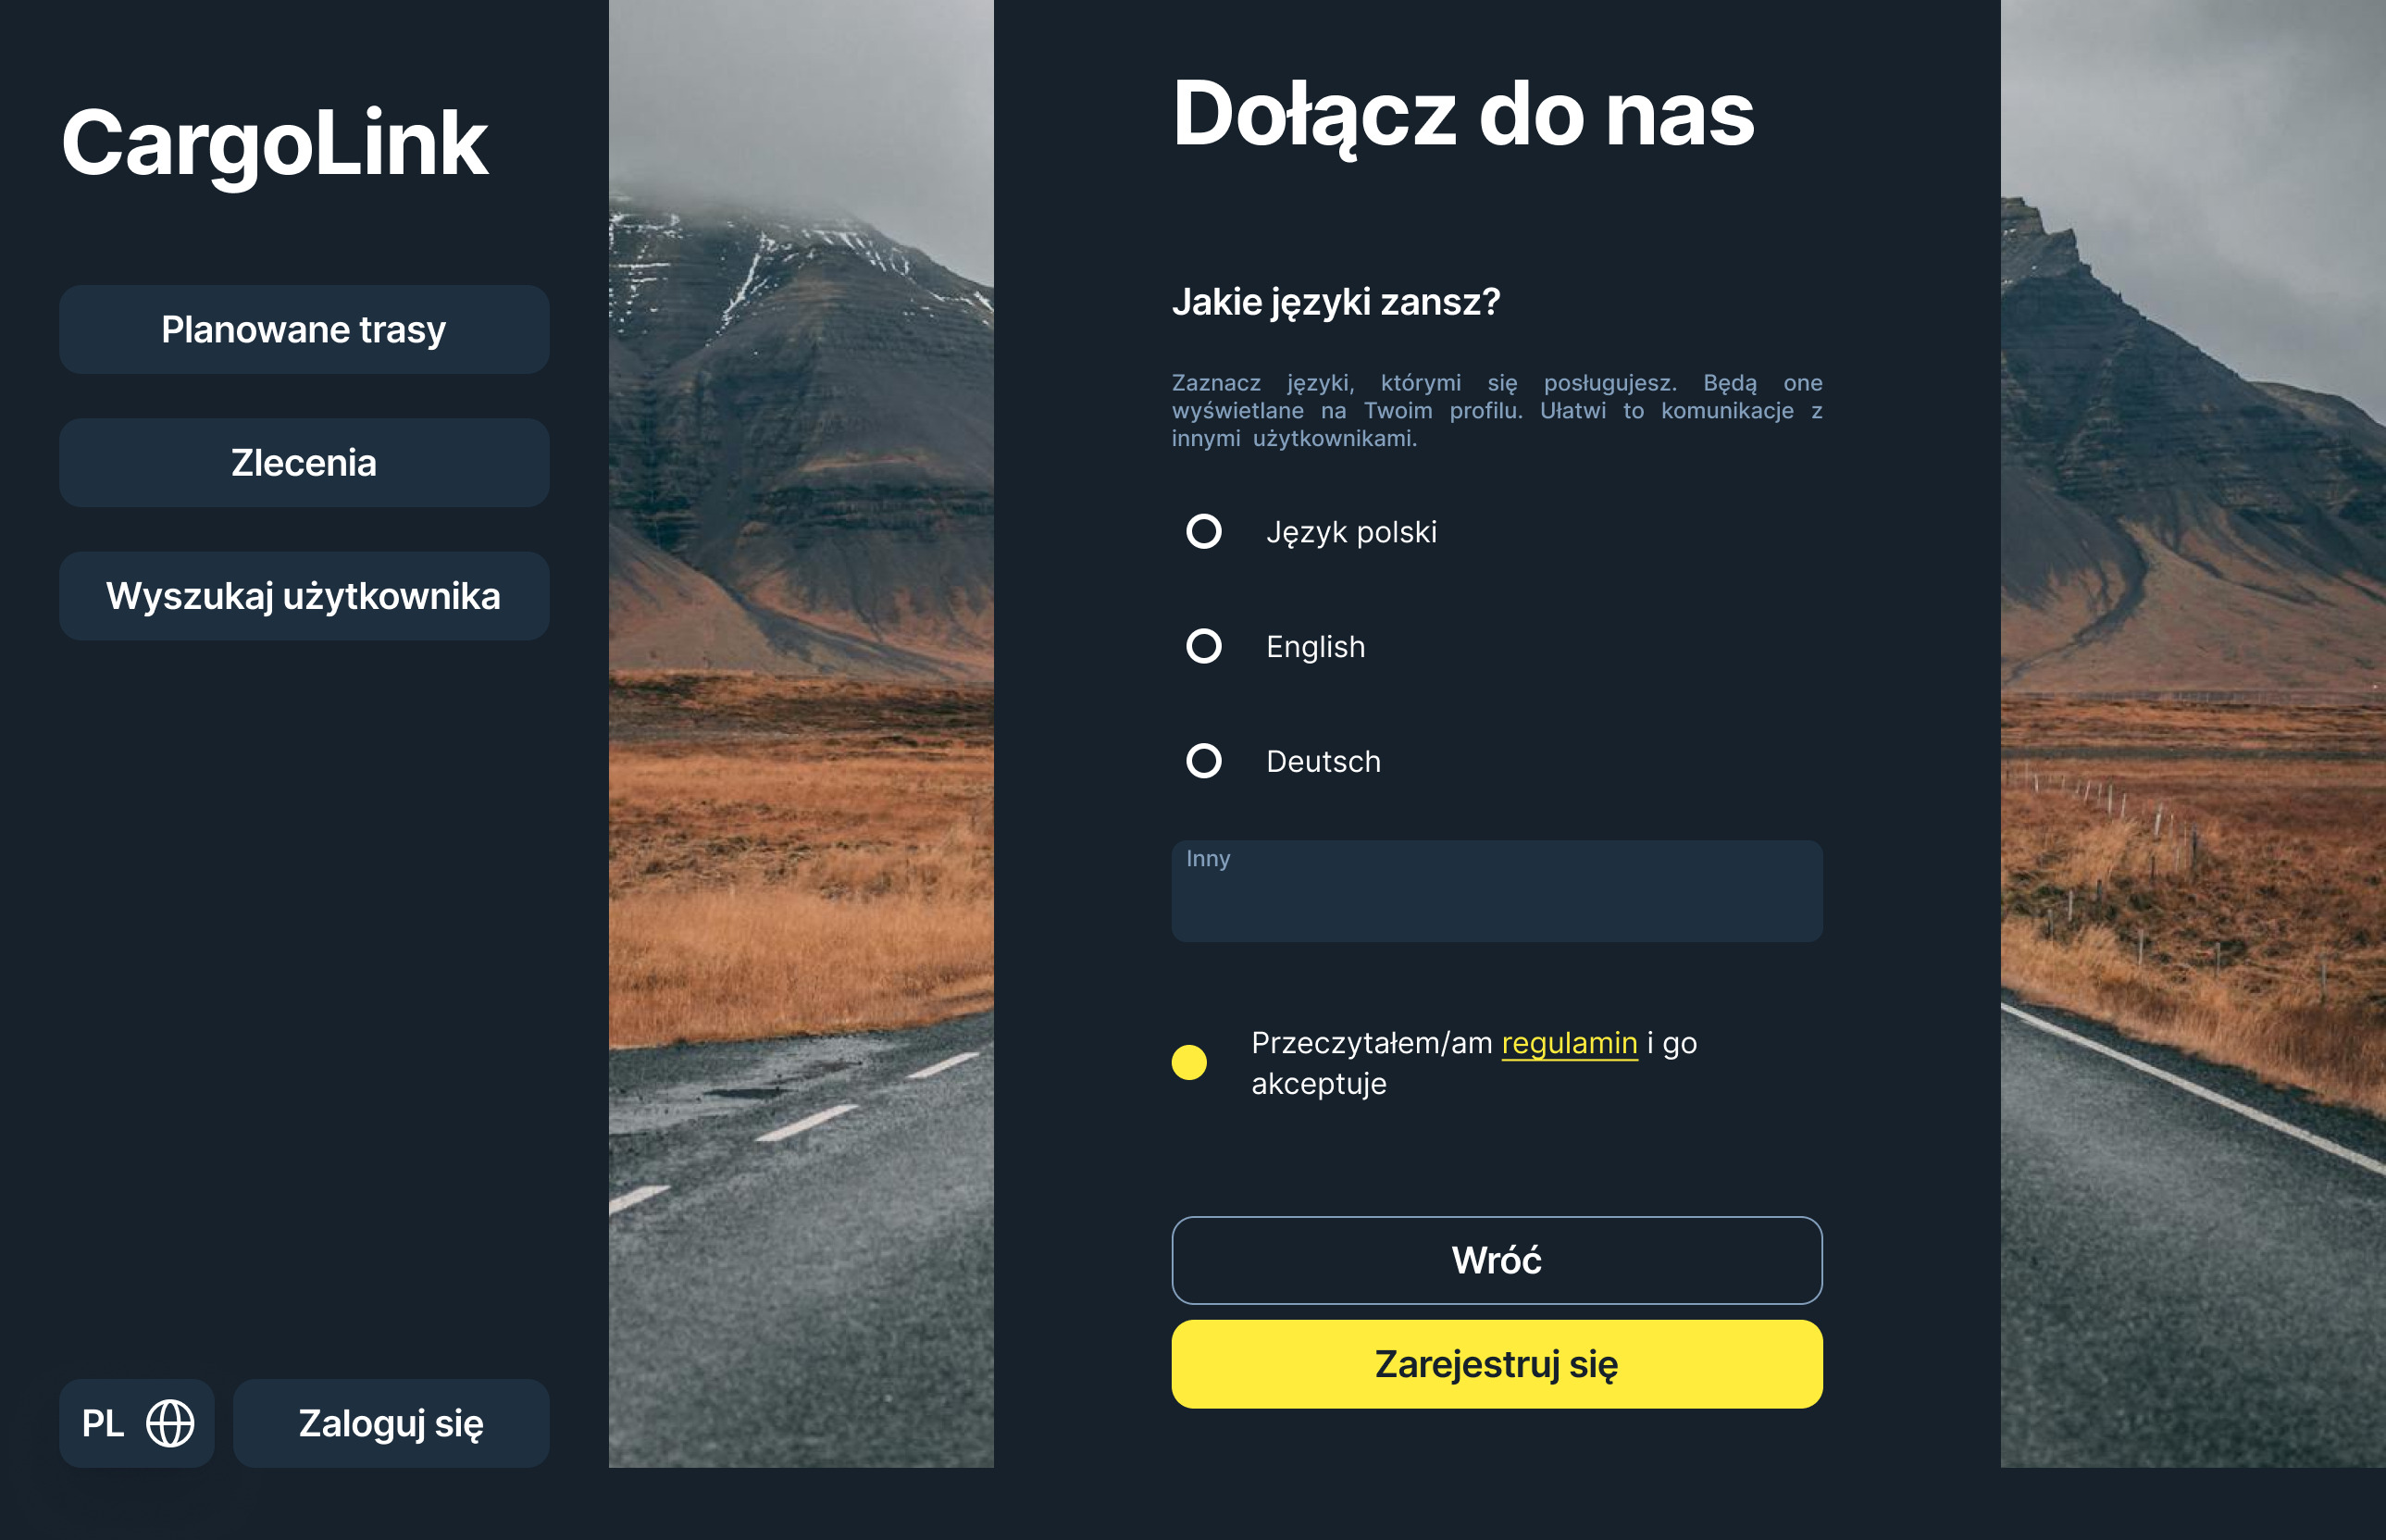 CargoLink
Planowane trasy
Zlecenia
Wyszukaj użytkownika
PL
Zaloguj się
Dołącz do nas
Jakie języki zansz?
Zaznacz języki, którymi się posługujesz. Będą one
wyświetlane na Twoim profilu. Ułatwi to komunikacje z
innymi użytkownikami.
Język polski
English
Deutsch
Inny
Przeczytałem/am regulamin i go
akceptuje
Wróć
Zarejestruj się